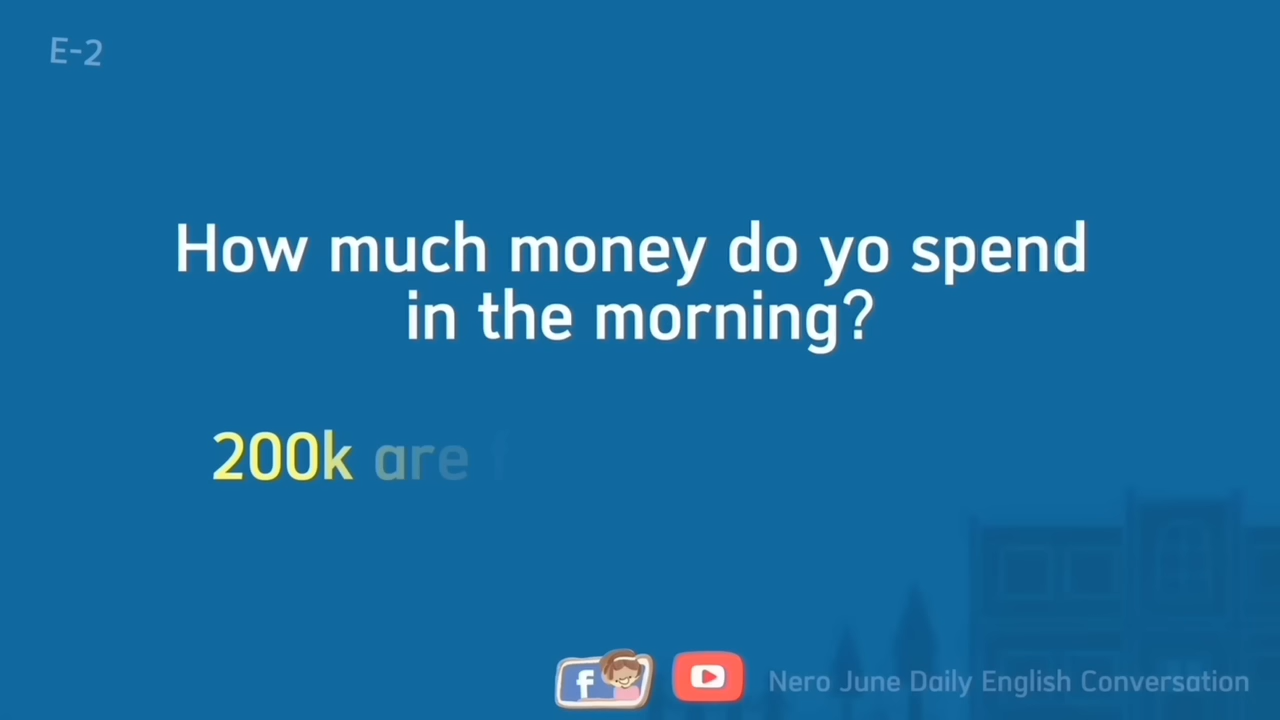 E-2
How much money do yo spend
in the morning?
200k are f
Nero June Daily English Conversation